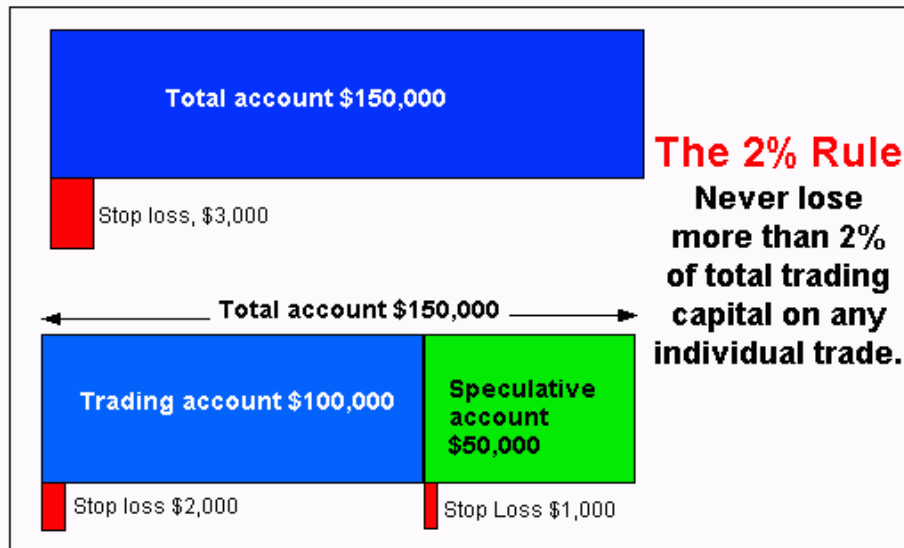 Total account $150,000
Stop loss, $3,000
The 2% Rule
Never lose
more than 2%
of total trading
capital on any
individual trade.
Total account $150,000
Trading account $100,000
Speculative
account
$50,000
Stop loss $2,000
Stop Loss $1,000